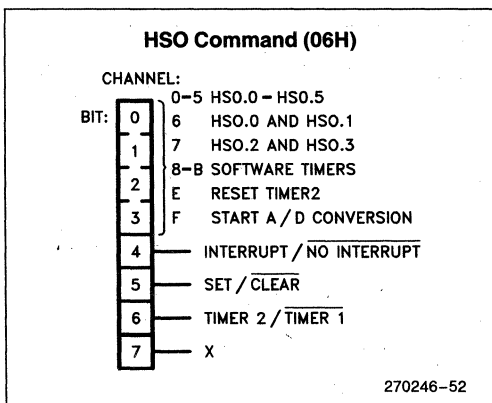 HSO Command (06H)
CHANNEL:
0-5 HSO.0 - HSO.5
BIT: 0 6 HSO.0 AND HSO.1
1 7 HSO.2 AND HSO.3
8-B SOFTWARE TIMERS
2 E RESET TIMER2
3 F START A / D CONVERSION
4 INTERRUPT / NO INTERRUPT
5 SET / CLEAR
6 TIMER 2 / TIMER 1
7 X
270246-52